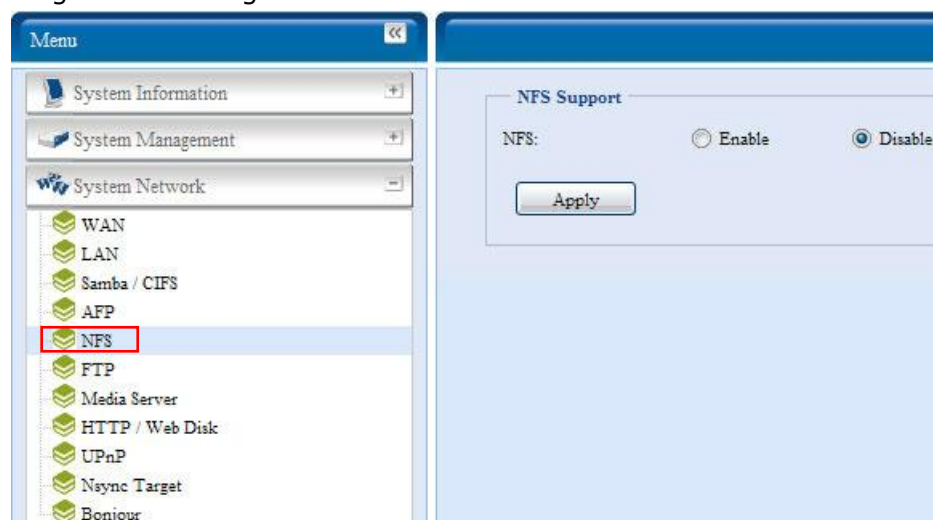 Menu
System Information
System Management
System Network
WAN
LAN
Samba / CIFS
AFP
NFS
FTP
Media Server
HTTP / Web Disk
UPnP
Nsync Target
Bonjour
NFS Support
NFS: Enable Disable
Apply